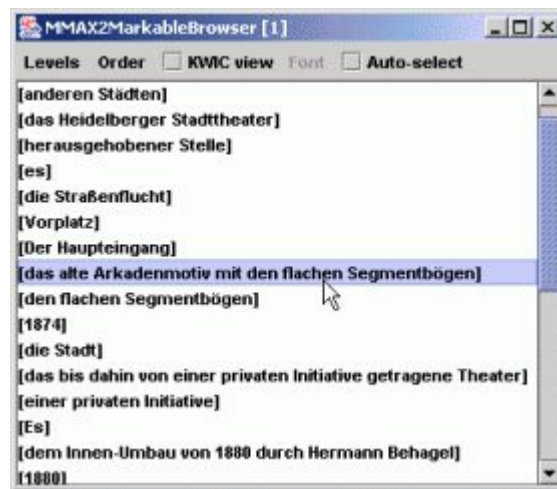 MMAX2MarkableBrowser [1]
Levels Order KWIC view Font Auto-select
[anderen Städten]
[das Heidelberger Stadttheater]
[herausgehobener Stelle]
[es]
[die Straßenflucht]
[Vorplatz]
[Der Haupteingang]
[das alte Arkadenmotiv mit den flachen Segmentbögen]
[den flachen Segmentbögen]
[1874]
[die Stadt]
[das bis dahin von einer privaten Initiative getragene Theater]
[einer privaten Initiative]
[Es]
[dem Innen-Umbau von 1880 durch Hermann Behagel]
[1880]